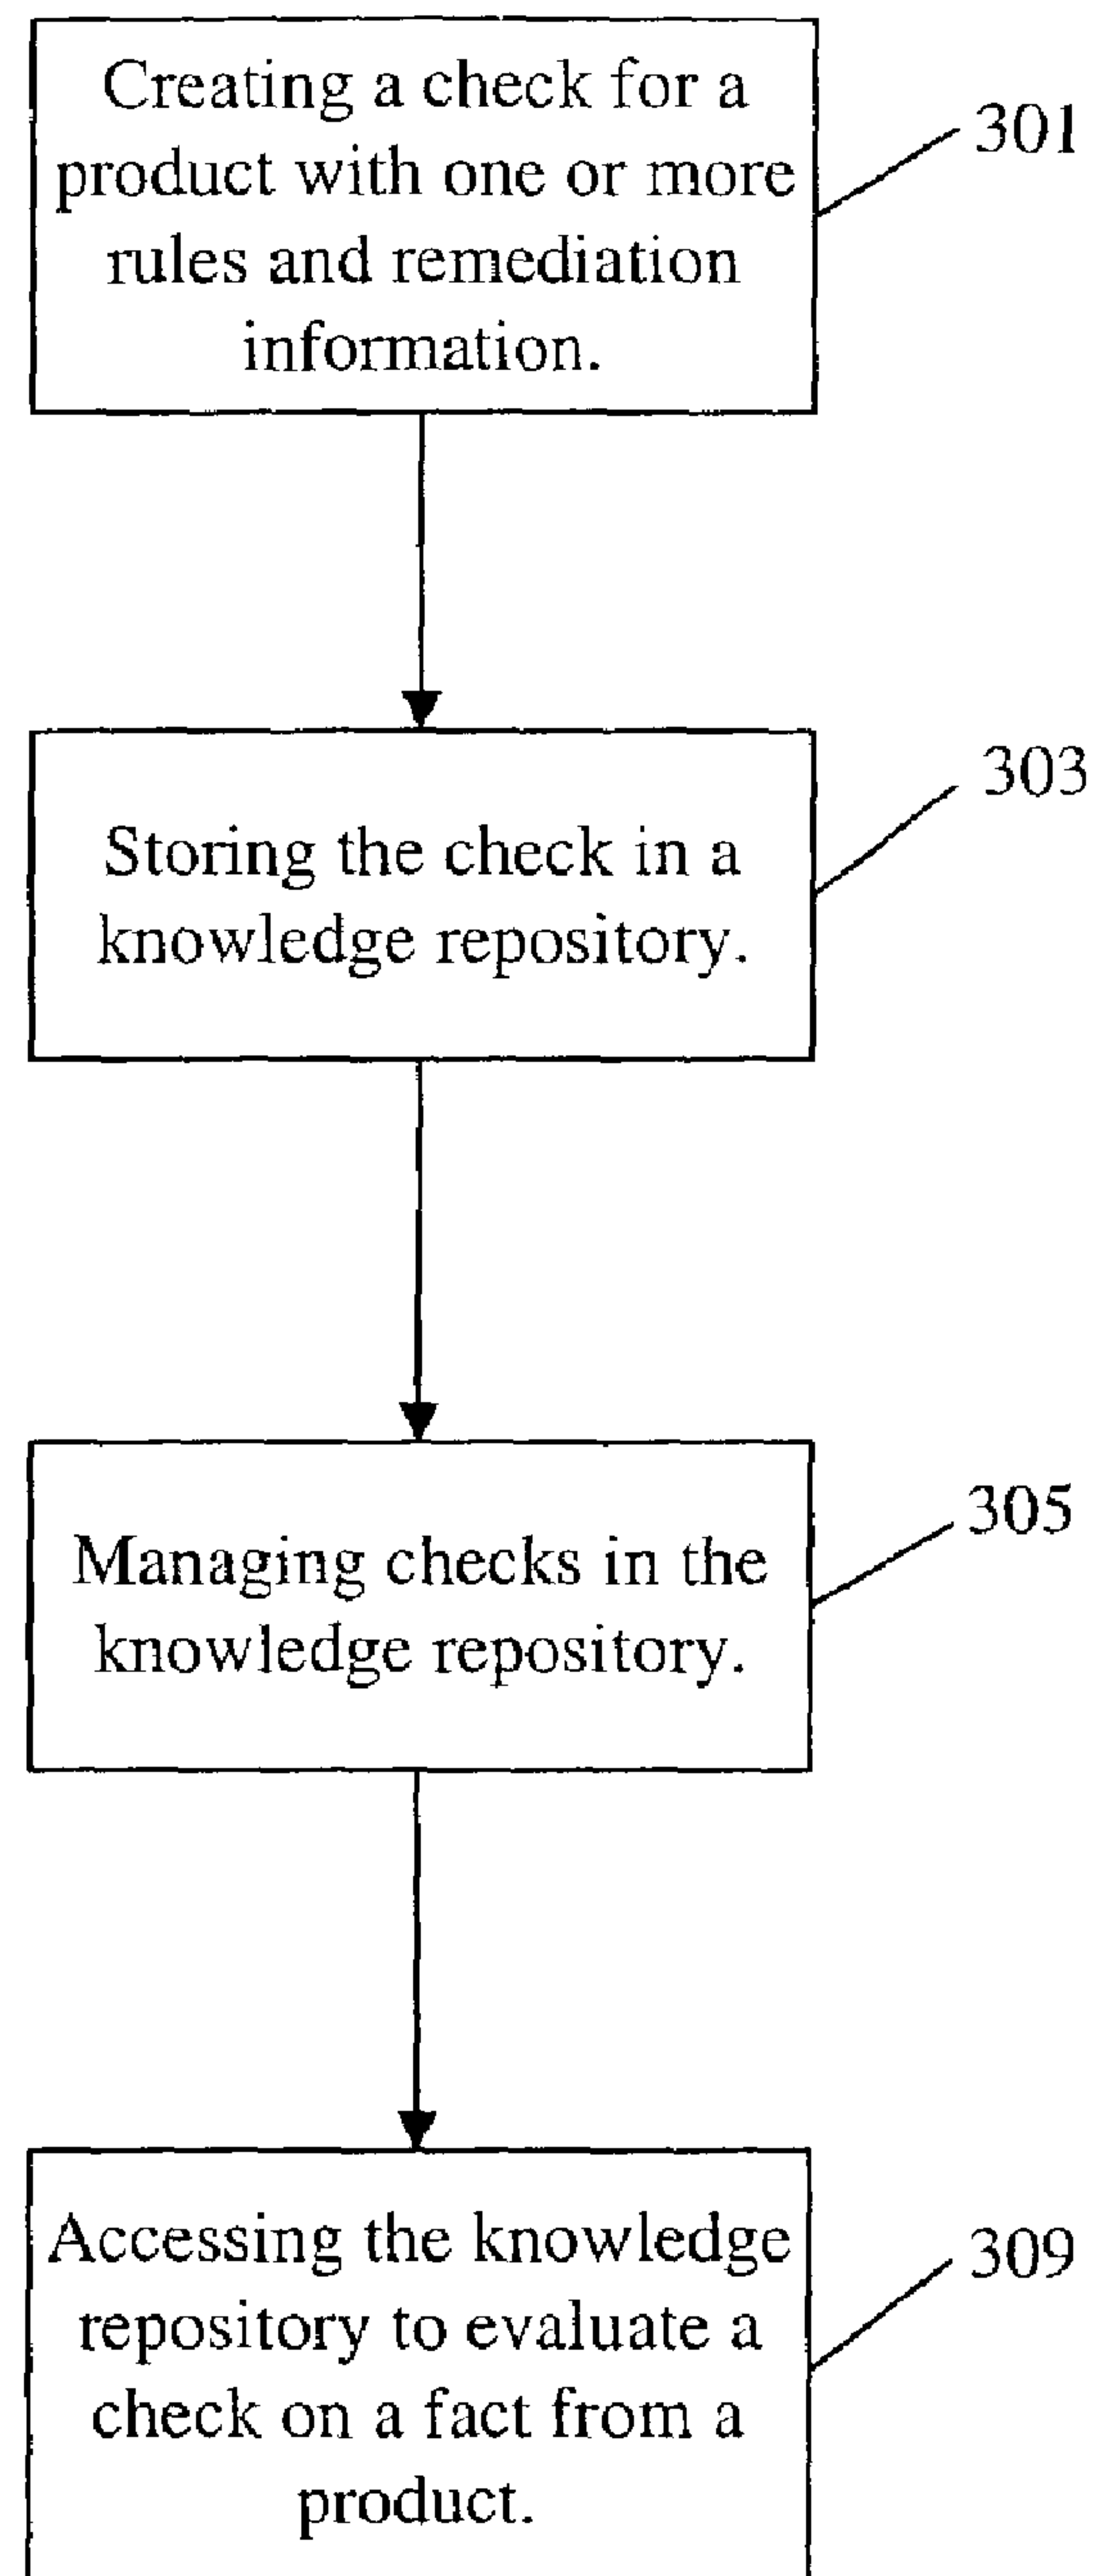 Creating a check for a
product with one or more
rules and remediation
information.
301
Storing the check in a
knowledge repository.
303
Managing checks in the
knowledge repository.
305
Accessing the knowledge
repository to evaluate a
check on a fact from a
product.
309